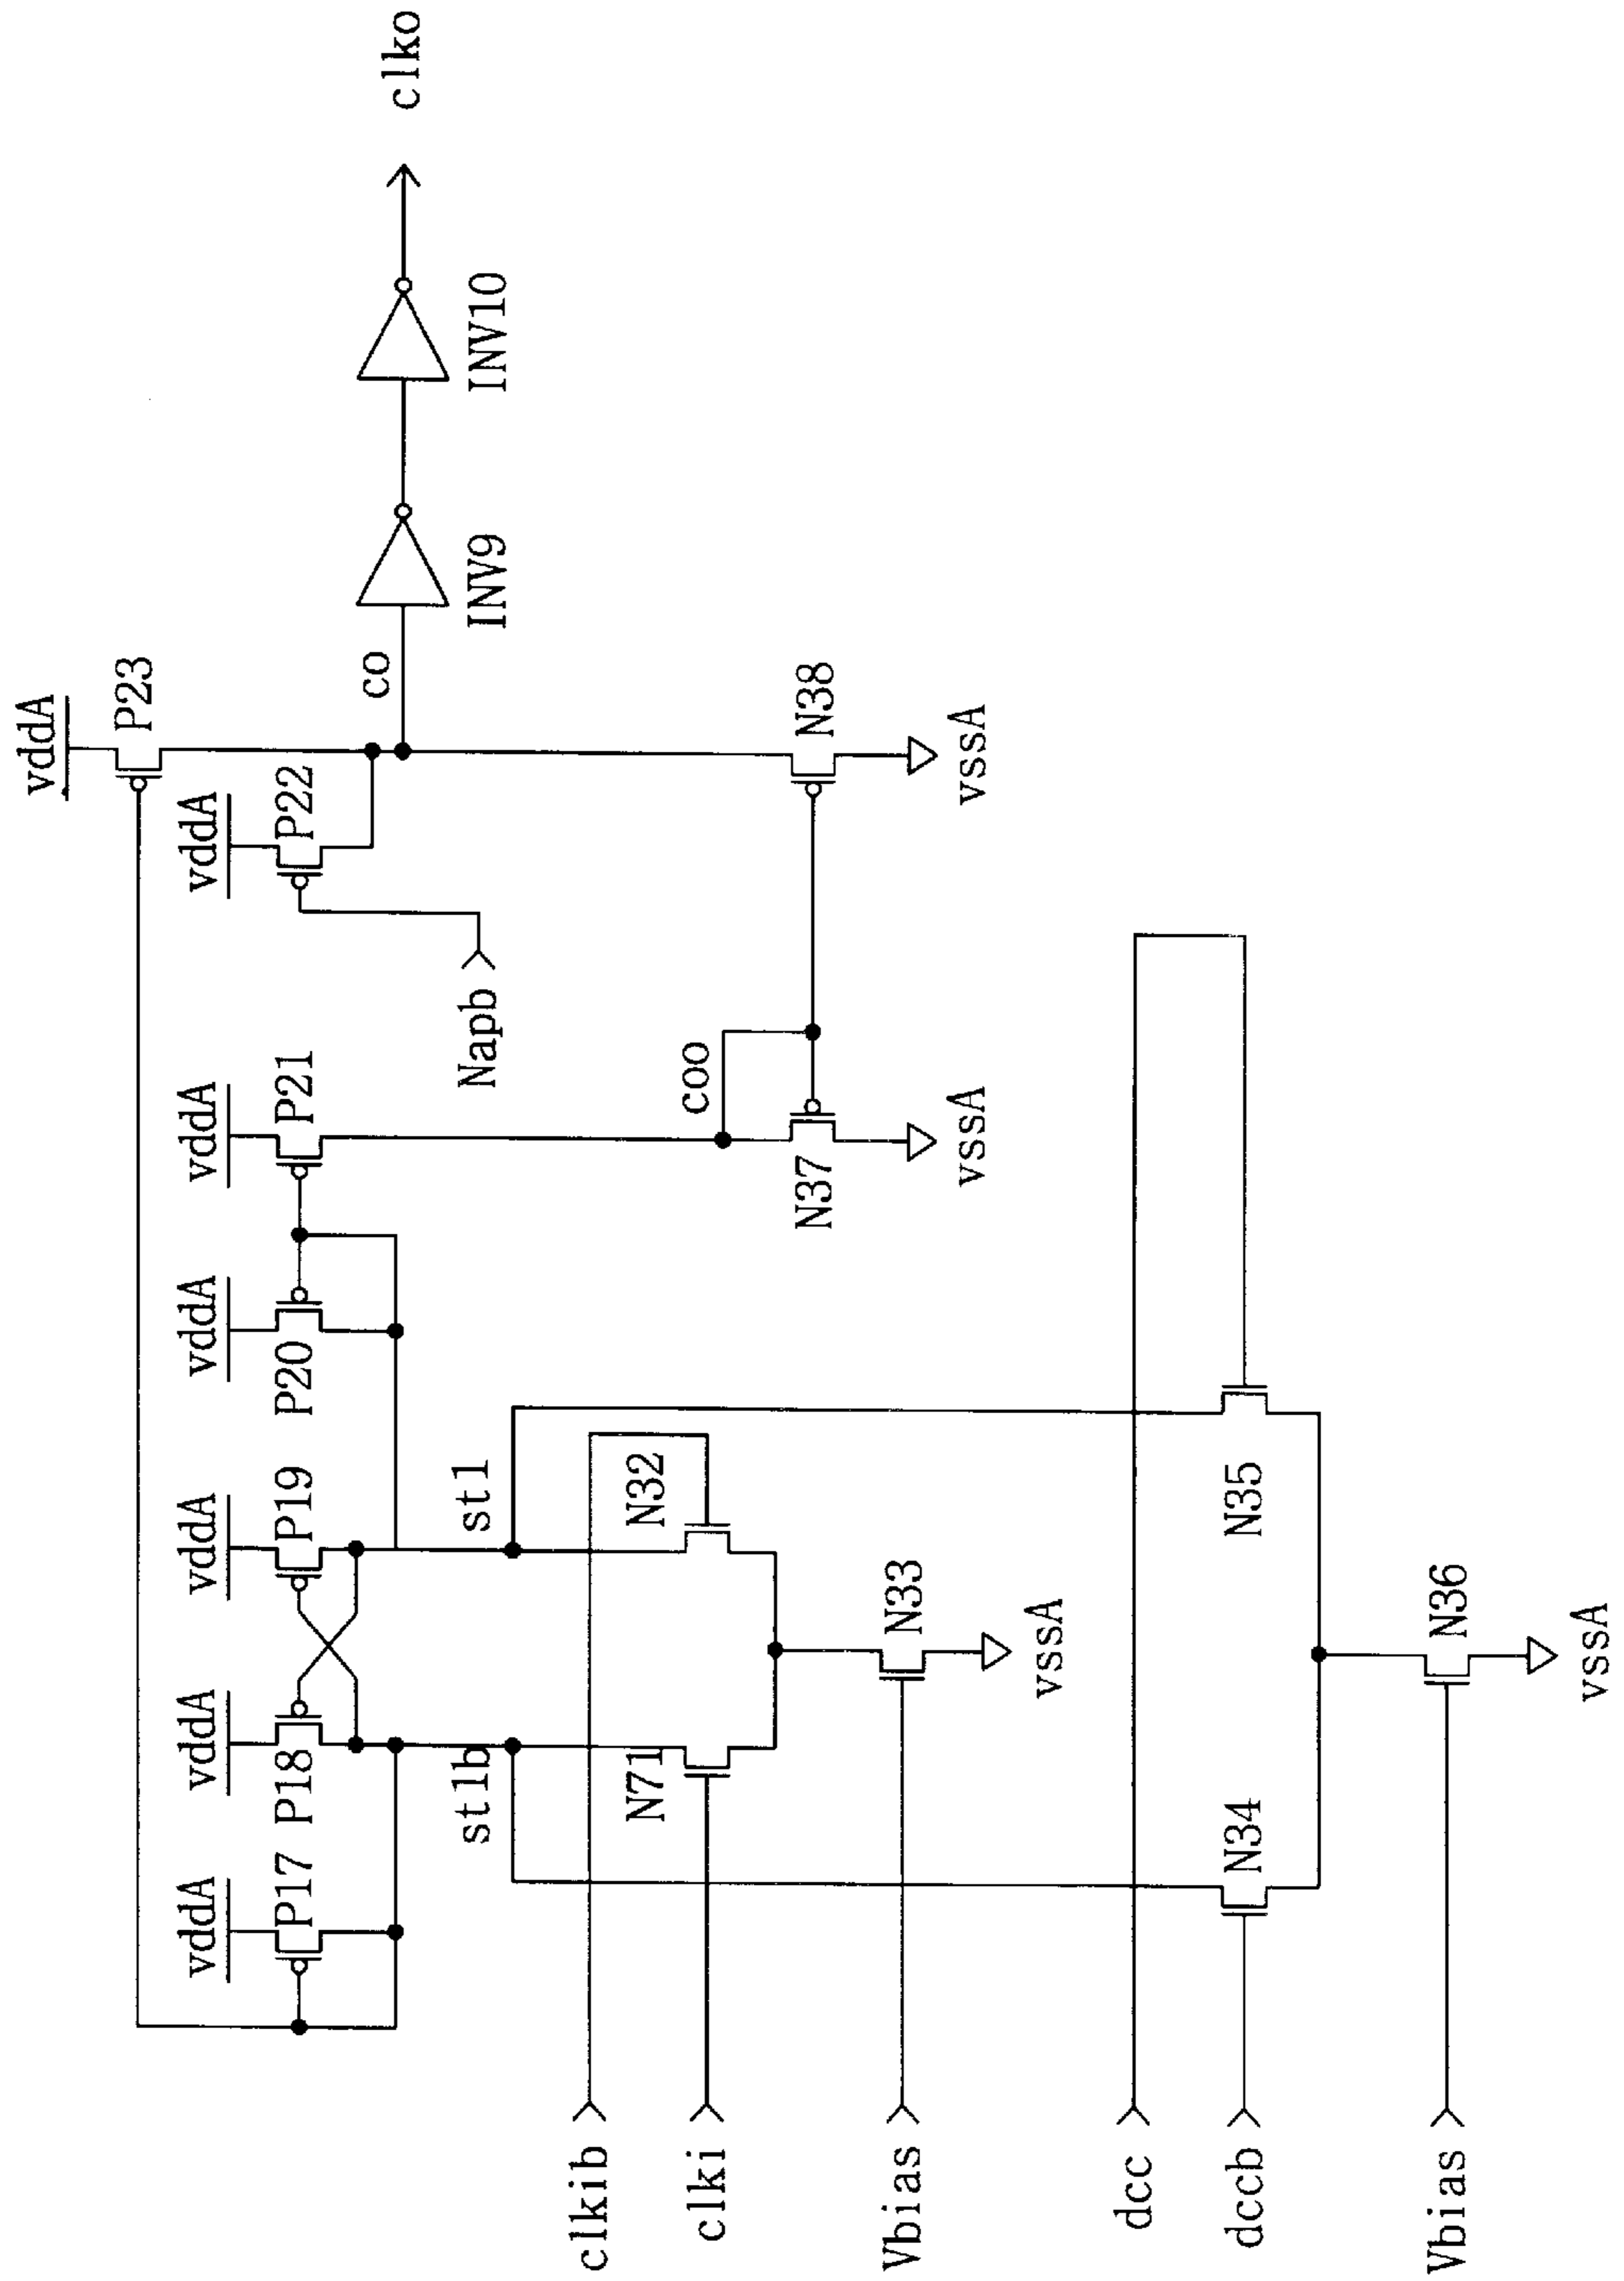 vddA
P23
vddA
vddA
vddA
vddA
vddA
vddA
P17
P18
P19
P20
P21
P22
co
clko
st1b
st1
Napb
INV9
INV10
clkib
N71
N32
coo
clki
N37
N38
Vbias
N33
vssA
vssA
vssA
dcc
dccb
N34
N35
Vbias
N36
vssA